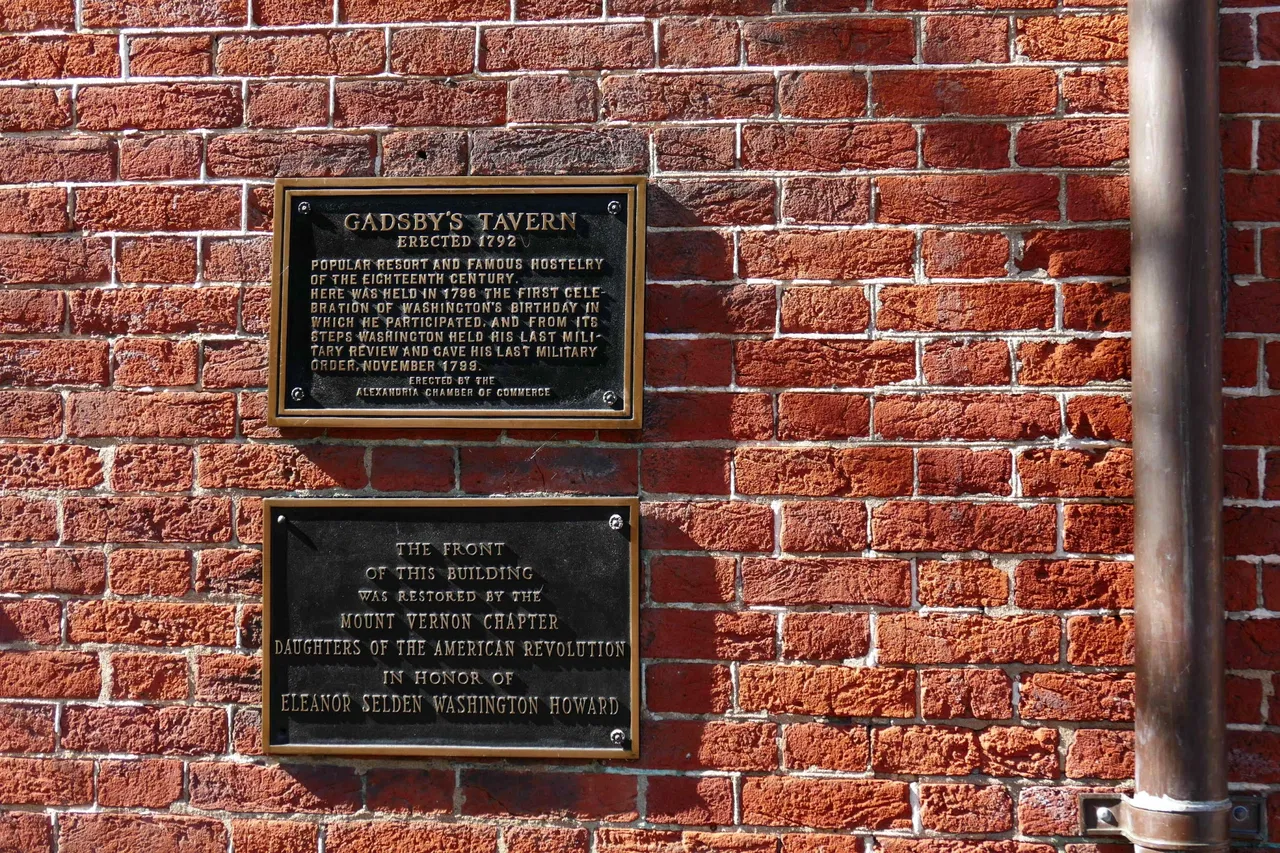 GADSBY'S TAVERN
ERECTED 1792
POPULAR RESORT AND FAMOUS HOSTELRY
OF THE EIGHTEENTH CENTURY.
HERE WAS HELD IN 1798 THE FIRST CELE-
BRATION OF WASHINGTON'S BIRTHDAY IN
WHICH HE PARTICIPATED, AND FROM ITS
STEPS WASHINGTON HELD HIS LAST MILI-
TARY REVIEW AND GAVE HIS LAST MILITARY
ORDER, NOVEMBER 1799.
ERECTED BY THE
ALEXANDRIA CHAMBER OF COMMERCE
THE FRONT
OF THIS BUILDING
WAS RESTORED BY THE
MOUNT VERNON CHAPTER
DAUGHTERS OF THE AMERICAN REVOLUTION
IN HONOR OF
ELEANOR SELDEN WASHINGTON HOWARD